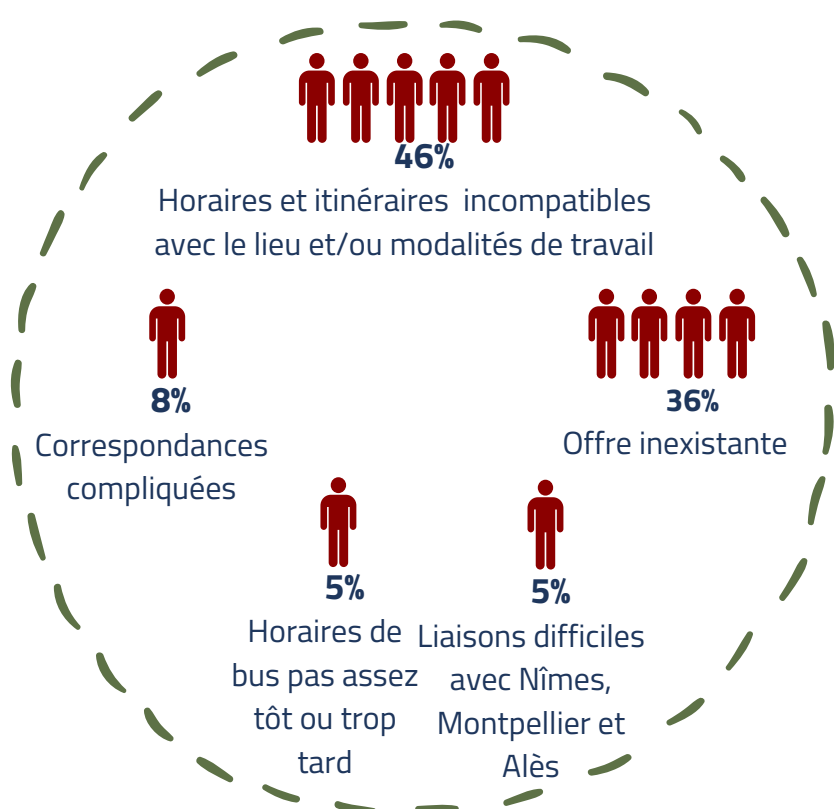 46%
Horaires et itinéraires incompatibles
avec le lieu et/ou modalités de travail
8%
Correspondances
compliquées
36%
Offre inexistante
5%
Horaires de
bus pas assez
tôt ou trop
tard
5%
Liaisons difficiles
avec Nîmes,
Montpellier et
Alès